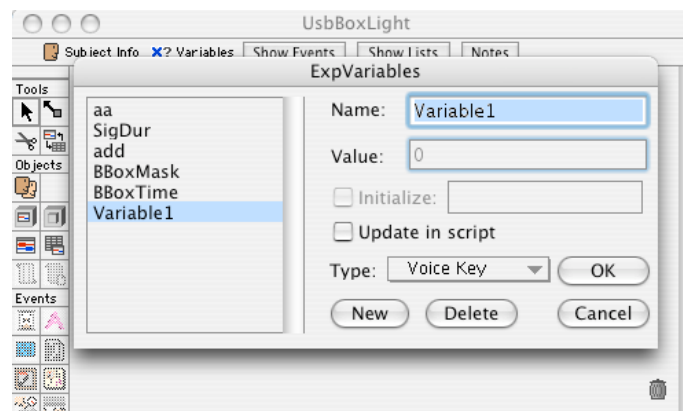 UsbBoxLight
Subject Info X? Variables Show Events Show Lists Notes
ExpVariables
Tools
Objects
Events
aa
SigDur
add
BBoxMask
BBoxTime
Variable1
Name: Variable1
Value: 0
Initialize:
Update in script
Type: Voice Key OK
New Delete Cancel